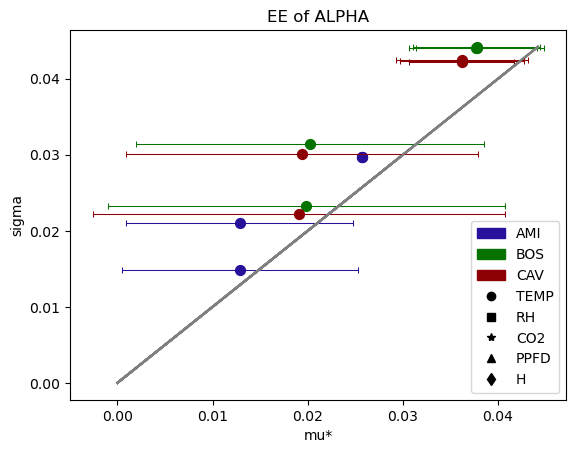 EE of ALPHA
sigma
0.04
0.03
0.02
0.01
0.00
0.00 0.01 0.02 0.03 0.04
mu*
AMI
BOS
CAV
TEMP
RH
CO2
PPFD
H